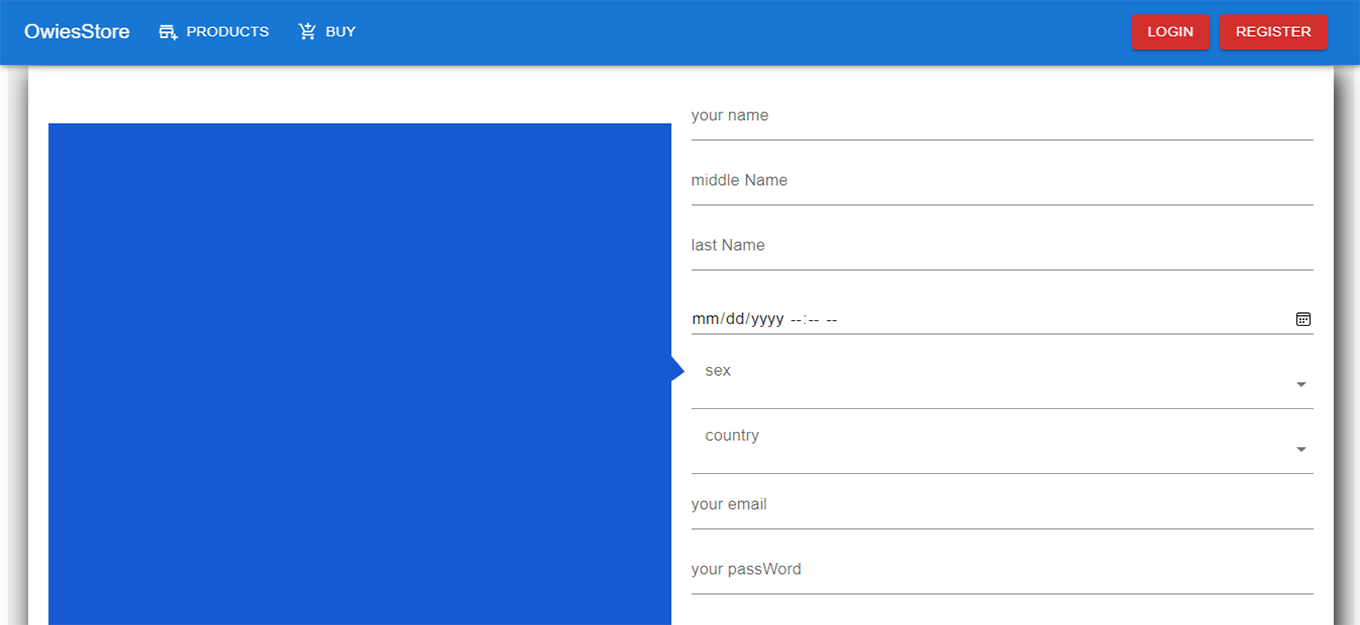 OwiesStore PRODUCTS BUY LOGIN REGISTER
your name
middle Name
last Name
mm/dd/yyyy --:-- --
sex
country
your email
your passWord